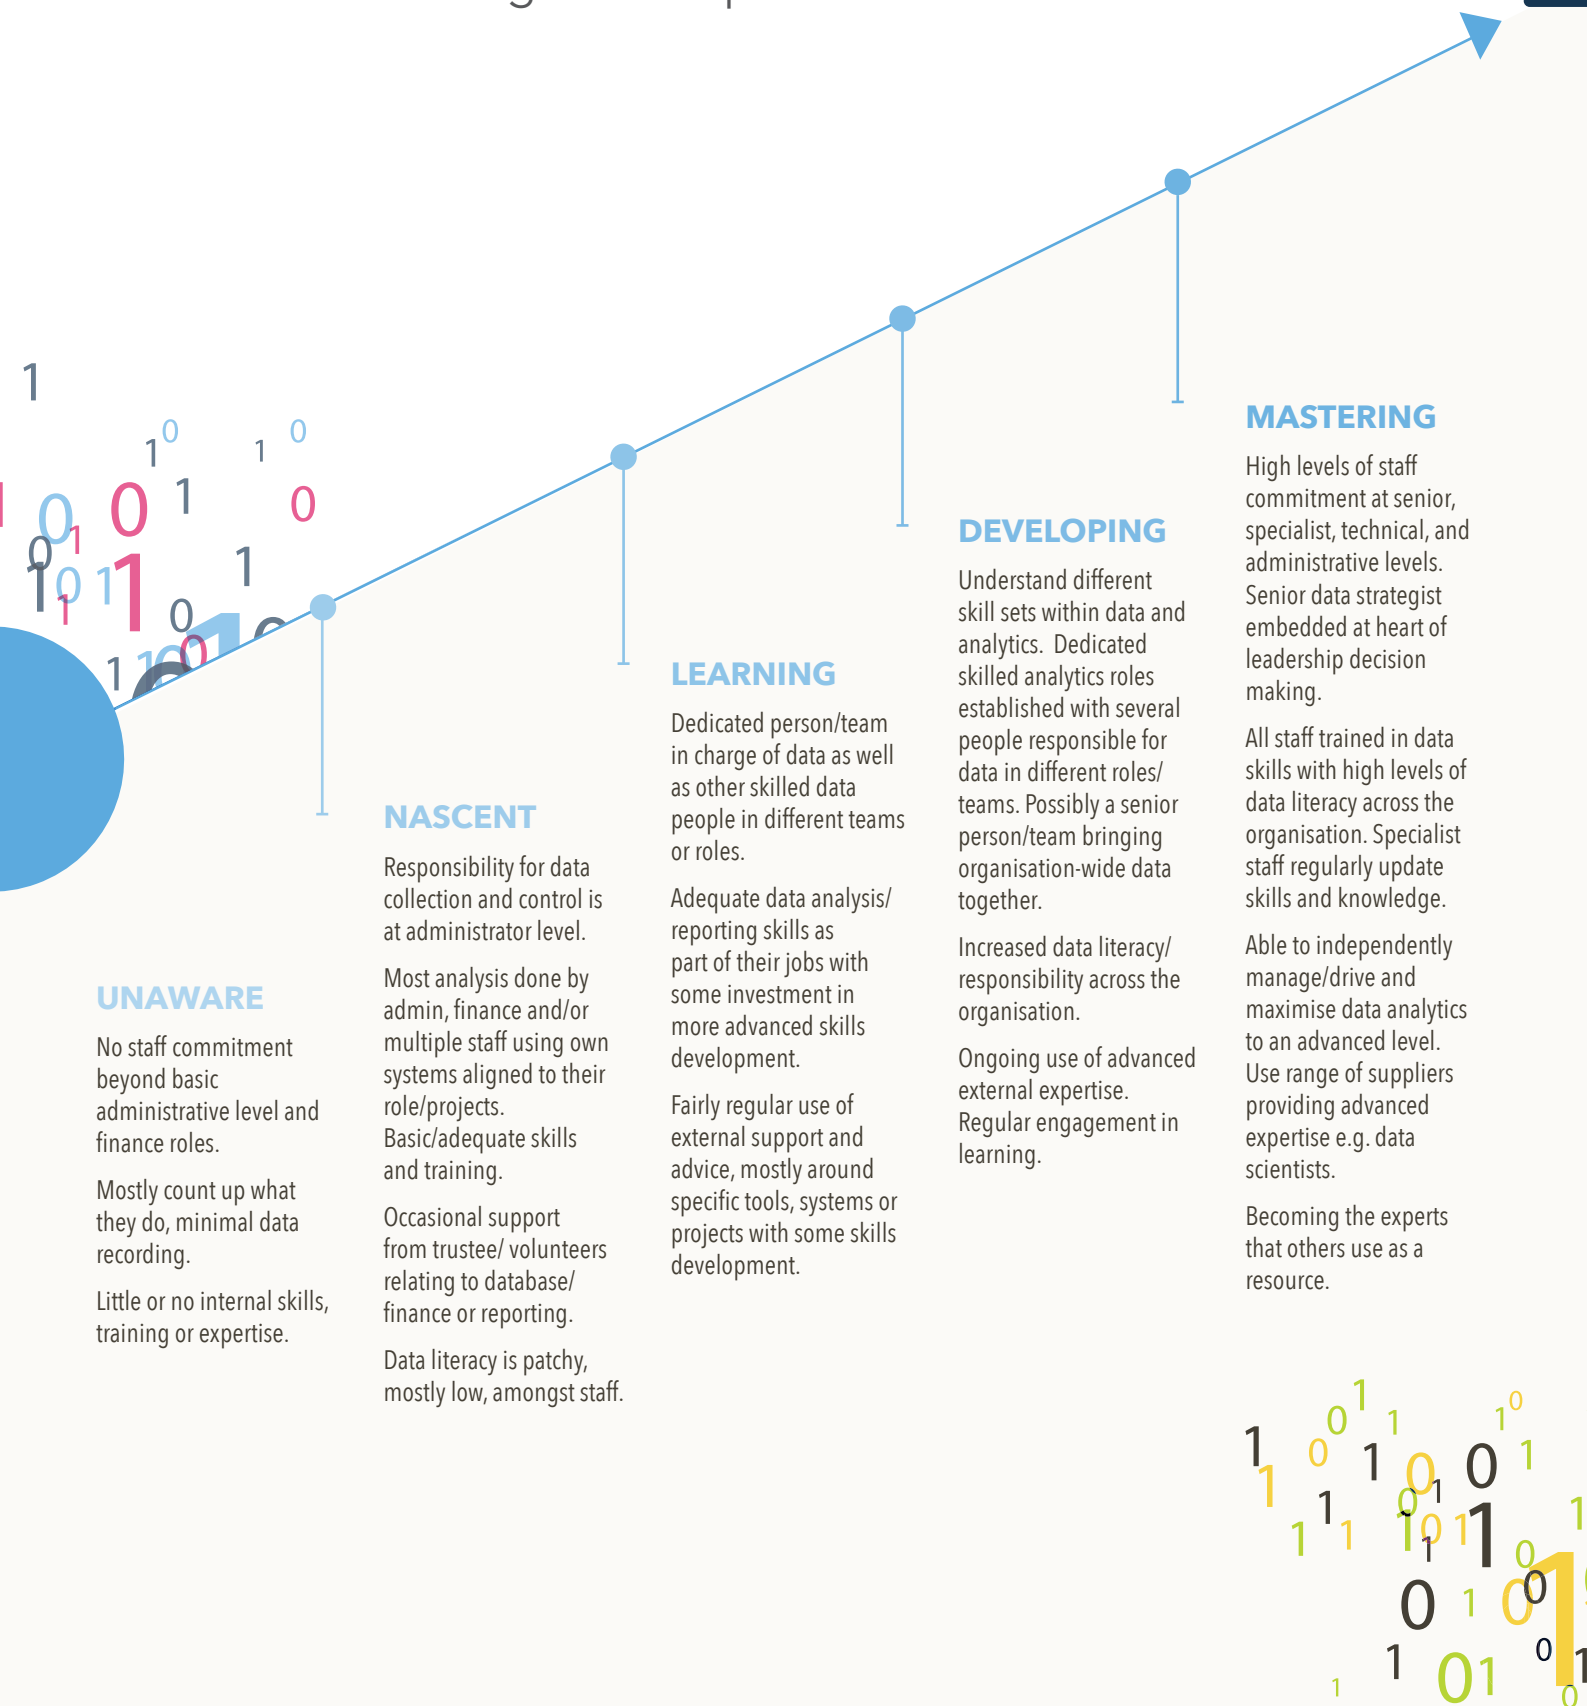 UNAWARE
No staff commitment
beyond basic
administrative level and
finance roles.
Mostly count up what
they do, minimal data
recording.
Little or no internal skills,
training or expertise.
NASCENT
Responsibility for data
collection and control is
at administrator level.
Most analysis done by
admin, finance and/or
multiple staff using own
systems aligned to their
role/projects.
Basic/adequate skills
and training.
Occasional support
from trustee/ volunteers
relating to database/
finance or reporting.
Data literacy is patchy,
mostly low, amongst staff.
LEARNING
Dedicated person/team
in charge of data as well
as other skilled data
people in different teams
or roles.
Adequate data analysis/
reporting skills as
part of their jobs with
some investment in
more advanced skills
development.
Fairly regular use of
external support and
advice, mostly around
specific tools, systems or
projects with some skills
development.
DEVELOPING
Understand different
skill sets within data and
analytics.  Dedicated
skilled analytics roles
established with several
people responsible for
data in different roles/
teams. Possibly a senior
person/team bringing
organisation-wide data
together.
Increased data literacy/
responsibility across the
organisation.
Ongoing use of advanced
external expertise.
Regular engagement in
learning.
MASTERING
High levels of staff
commitment at senior,
specialist, technical, and
administrative levels.
Senior data strategist
embedded at heart of
leadership decision
making.
All staff trained in data
skills with high levels of
data literacy across the
organisation. Specialist
staff regularly update
skills and knowledge.
Able to independently
manage/drive and
maximise data analytics
to an advanced level.
Use range of suppliers
providing advanced
expertise e.g. data
scientists.
Becoming the experts
that others use as a
resource.